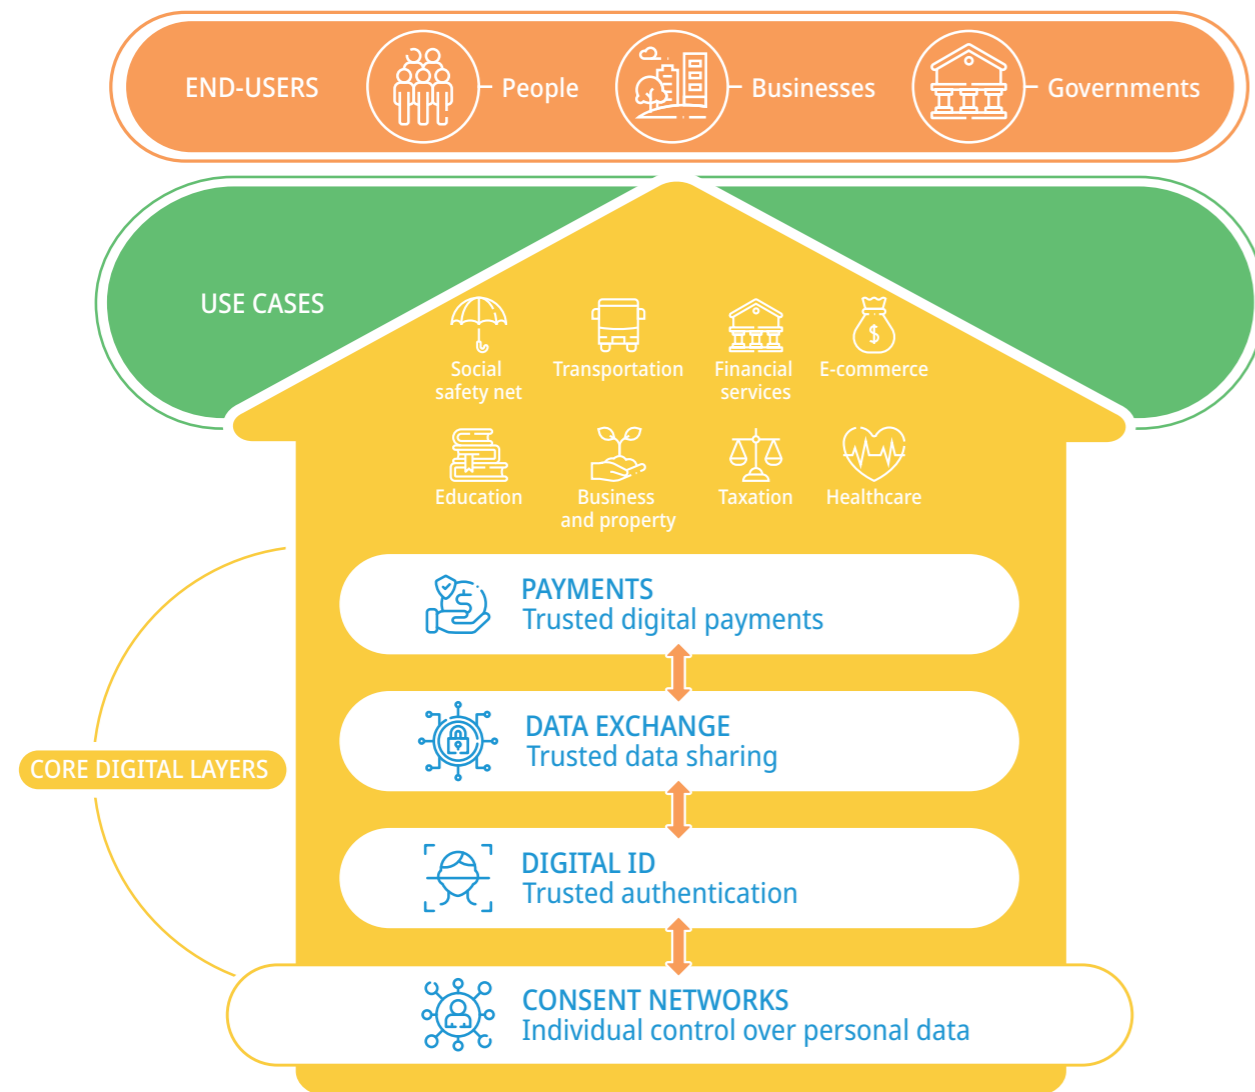 END-USERS
People
Businesses
Governments
USE CASES
Social
safety net
Transportation
Financial
services
E-commerce
Education
Business
and property
Taxation
Healthcare
PAYMENTS
Trusted digital payments
DATA EXCHANGE
Trusted data sharing
CORE DIGITAL LAYERS
DIGITAL ID
Trusted authentication
CONSENT NETWORKS
Individual control over personal data